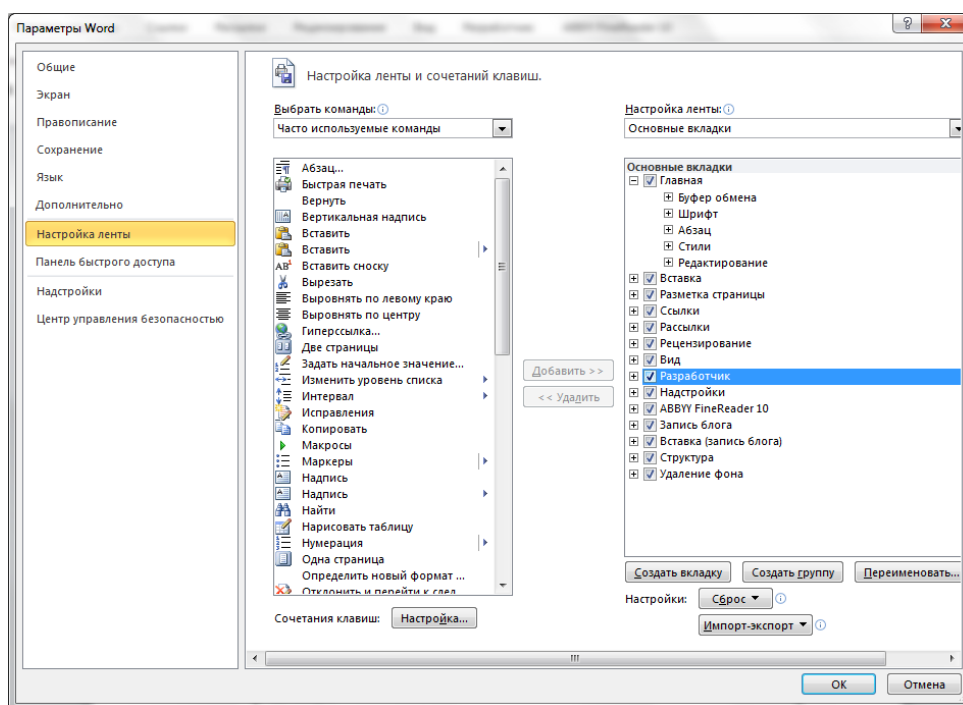 Параметры Word
Общие
Экран
Правописание
Сохранение
Язык
Дополнительно
Настройка ленты
Панель быстрого доступа
Надстройки
Центр управления безопасностью
Настройка ленты и сочетаний клавиш.
Выбрать команды:
Часто используемые команды
Абзац...
Быстрая печать
Вернуть
Вертикальная надпись
Вставить
Вставить
Вставить сноску
Вырезать
Выровнять по левому краю
Выровнять по центру
Гиперссылка...
Две страницы
Задать начальное значение...
Изменить уровень списка
Интервал
Исправления
Копировать
Макросы
Маркеры
Надпись
Надпись
Найти
Нарисовать таблицу
Нумерация
Одна страница
Определить новый формат ...
Отклонить и перейти к след
Сочетания клавиш: Настройка...
Добавить >>
<< Удалить
Настройка ленты:
Основные вкладки
Основные вкладки
Главная
Буфер обмена
Шрифт
Абзац
Стили
Редактирование
Вставка
Разметка страницы
Ссылки
Рассылки
Рецензирование
Вид
Разработчик
Надстройки
ABBYY FineReader 10
Запись блога
Вставка (запись блога)
Структура
Удаление фона
Создать вкладку Создать группу Переименовать...
Настройки: Сброс
Импорт-экспорт
ОК Отмена